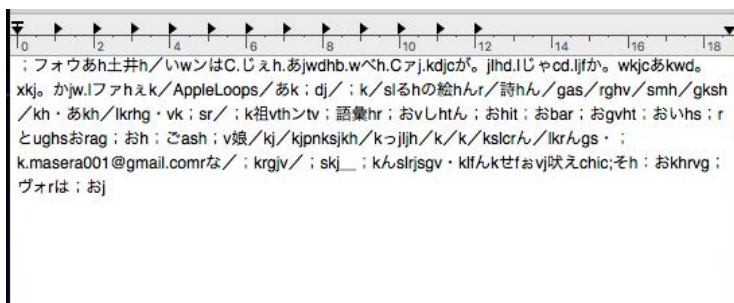 0 2 4 6 8 10 12 14 16 18
；フォウあh土井h／いwンはC.じぇh.あjwdhb.wべh.Cァj.kdjcが。jlhd.lじゃcd.ljfか。wkjcあkwd。
xkj。かjw.lファhぇk／AppleLoops／あk；dj／；k／slるhの絵hんr／詩hん／gas／rghv／smh／gksh
／kh・あkh／lkrhg・vk；sr／；k祖vthンtv；語彙hr；おvしhtん；おhit；おbar；おgvht；おいhs；r
とughsおrag；おh；ごash；v娘／kj／kjpnksjkh／kっjljh／k／k／kslcrん／lkrんgs・；
k.masera001@gmail.comrな／；krgjv／；skj__；kんslrjsgv・klfんkせfぉvj吠えchic;そh：おkhrvg；
ヴォrは；おj